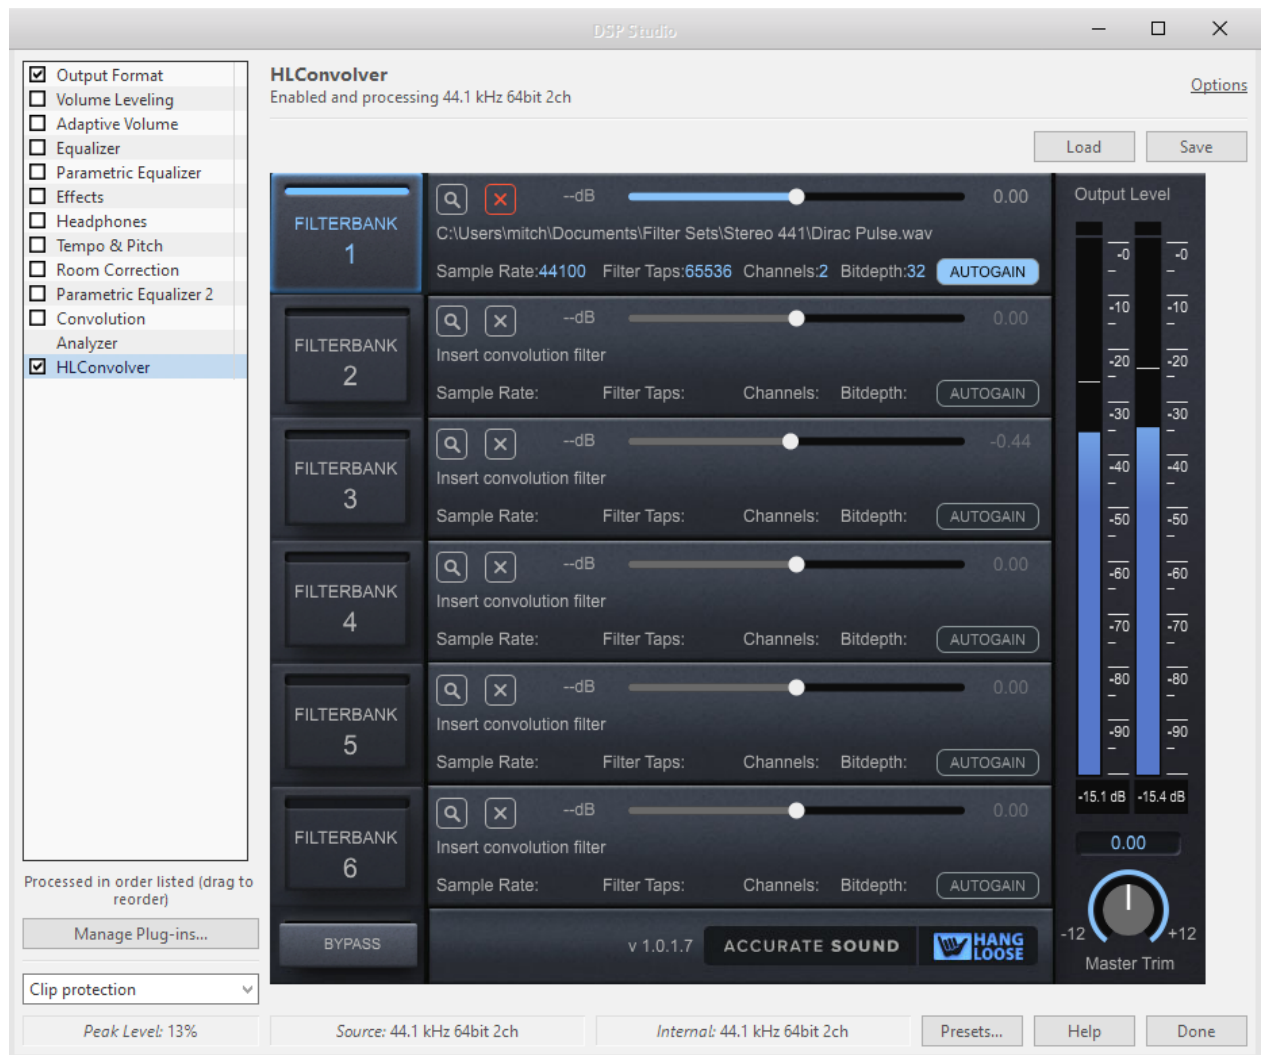 DSP Studio
Output Format
Volume Leveling
Adaptive Volume
Equalizer
Parametric Equalizer
Effects
Headphones
Tempo & Pitch
Room Correction
Parametric Equalizer 2
Convolution
Analyzer
HLConvolver
Processed in order listed (drag to
reorder)
Manage Plug-ins...
Clip protection
Peak Level: 13%
HLConvolver
Enabled and processing 44.1 kHz 64bit 2ch
Options
Load Save
FILTERBANK
1
--dB 0.00
C:\Users\mitch\Documents\Filter Sets\Stereo 441\Dirac Pulse.wav
Sample Rate:44100 Filter Taps:65536 Channels:2 Bitdepth:32 AUTOGAIN
FILTERBANK
2
--dB 0.00
Insert convolution filter
Sample Rate: Filter Taps: Channels: Bitdepth: AUTOGAIN
FILTERBANK
3
--dB -0.44
Insert convolution filter
Sample Rate: Filter Taps: Channels: Bitdepth: AUTOGAIN
FILTERBANK
4
--dB 0.00
Insert convolution filter
Sample Rate: Filter Taps: Channels: Bitdepth: AUTOGAIN
FILTERBANK
5
--dB 0.00
Insert convolution filter
Sample Rate: Filter Taps: Channels: Bitdepth: AUTOGAIN
FILTERBANK
6
--dB 0.00
Insert convolution filter
Sample Rate: Filter Taps: Channels: Bitdepth: AUTOGAIN
BYPASS
v 1.0.1.7 ACCURATE SOUND HANG
LOOSE
Output Level
-0 -0
-10 -10
-20 -20
-30 -30
-40 -40
-50 -50
-60 -60
-70 -70
-80 -80
-90 -90
-15.1 dB -15.4 dB
0.00
-12 +12
Master Trim
Source: 44.1 kHz 64bit 2ch
Internal: 44.1 kHz 64bit 2ch
Presets... Help Done